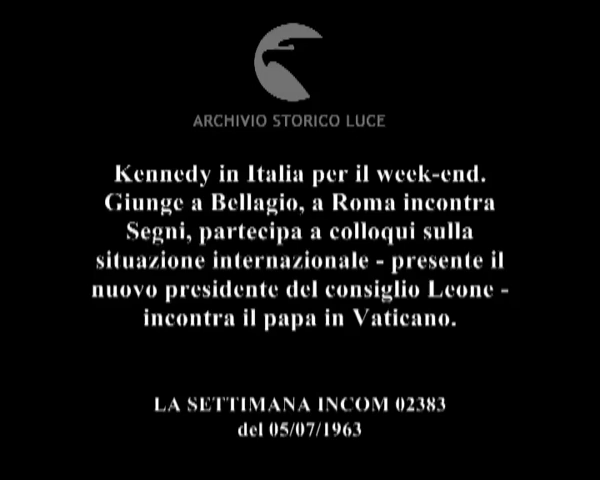 ARCHIVIO STORICO LUCE
Kennedy in Italia per il week-end.
Giunge a Bellagio, a Roma incontra
Segni, partecipa a colloqui sulla
situazione internazionale - presente il
nuovo presidente del consiglio Leone -
incontra il papa in Vaticano.
LA SETTIMANA INCOM 02383
del 05/07/1963